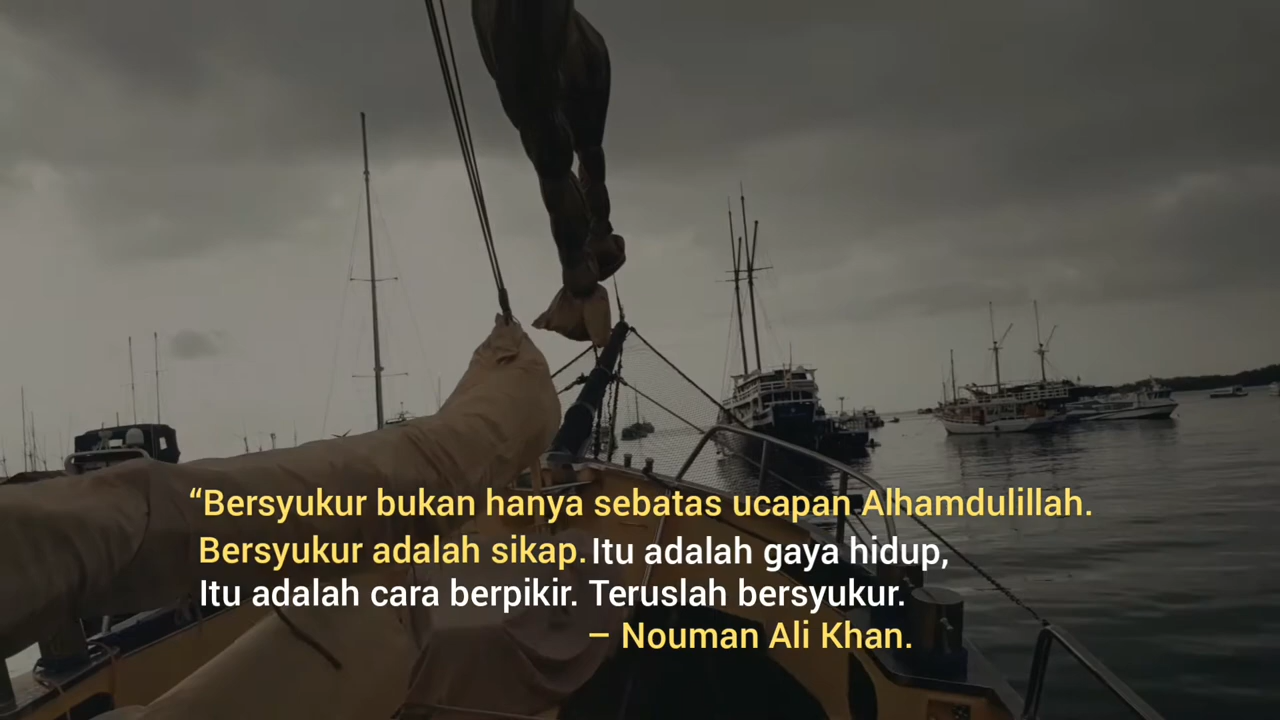 “Bersyukur bukan hanya sebatas ucapan Alhamdulillah.
Bersyukur adalah sikap. Itu adalah gaya hidup,
Itu adalah cara berpikir. Teruslah bersyukur.
– Nouman Ali Khan.